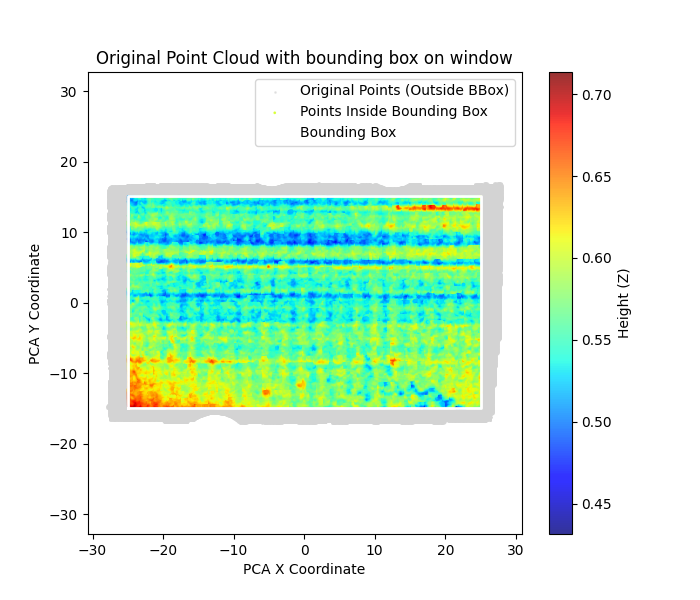 Original Point Cloud with bounding box on window
Original Points (Outside BBox)
Points Inside Bounding Box
Bounding Box
30
20
10
0
−10
−20
−30
PCA Y Coordinate
−30
−20
−10
0
10
20
30
PCA X Coordinate
0.70
0.65
0.60
0.55
0.50
0.45
Height (Z)